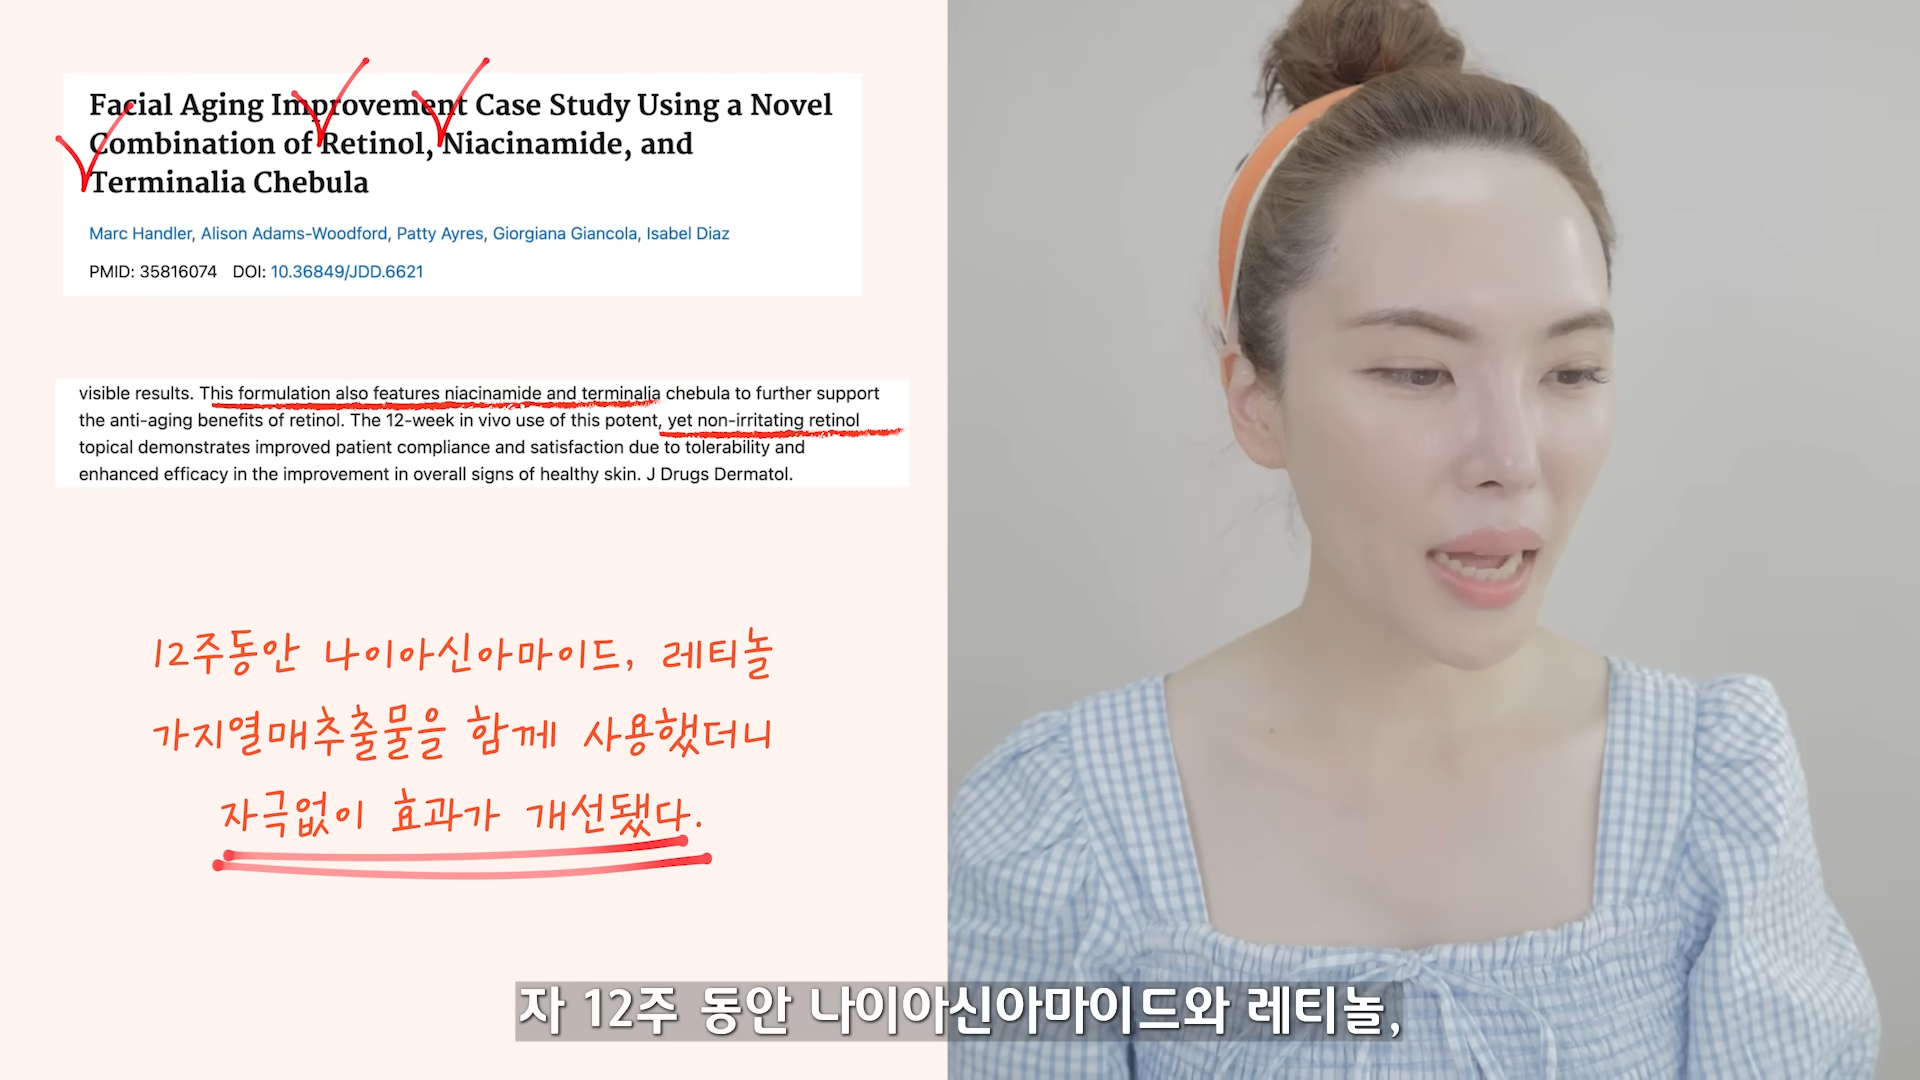 Facial Aging Improvement Case Study Using a Novel
Combination of Retinol, Niacinamide, and
Terminalia Chebula
Marc Handler, Alison Adams-Woodford, Patty Ayres, Giorgiana Giancola, Isabel Diaz
PMID: 35816074 DOI: 10.36849/JDD.6621
visible results. This formulation also features niacinamide and terminalia chebula to further support
the anti-aging benefits of retinol. The 12-week in vivo use of this potent, yet non-irritating retinol
topical demonstrates improved patient compliance and satisfaction due to tolerability and
enhanced efficacy in the improvement in overall signs of healthy skin. J Drugs Dermatol.
12주동안 나이아신아마이드, 레티놀
가지열매추출물을 함께 사용했더니
자극없이 효과가 개선됐다.
자 12주 동안 나이아신아마이드와 레티놀,